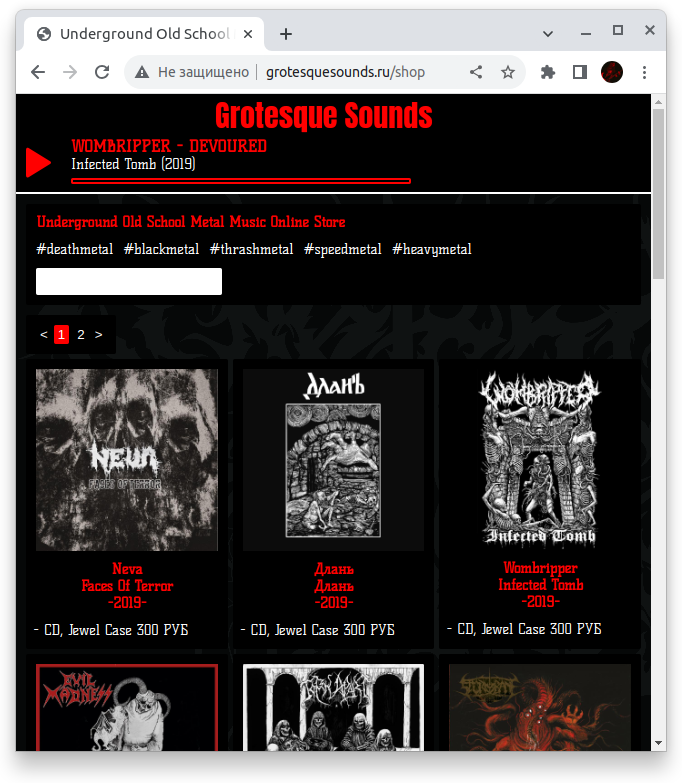 Underground Old School
Не защищено
grotesquesounds.ru/shop
Grotesque Sounds
WOMBRIPPER - DEVOURED
Infected Tomb (2019)
Underground Old School Metal Music Online Store
#deathmetal #blackmetal #thrashmetal #speedmetal #heavymetal
< 1 2 >
NEVA
FACES OF TERROR
ДЛАНЬ
WOMBRIPPER
Infected Tomb
Neva
Faces Of Terror
-2019-
- CD, Jewel Case 300 РУБ
Длань
Длань
-2019-
- CD, Jewel Case 300 РУБ
Wombripper
Infected Tomb
-2019-
- CD, Jewel Case 300 РУБ
EVIL
MADNESS